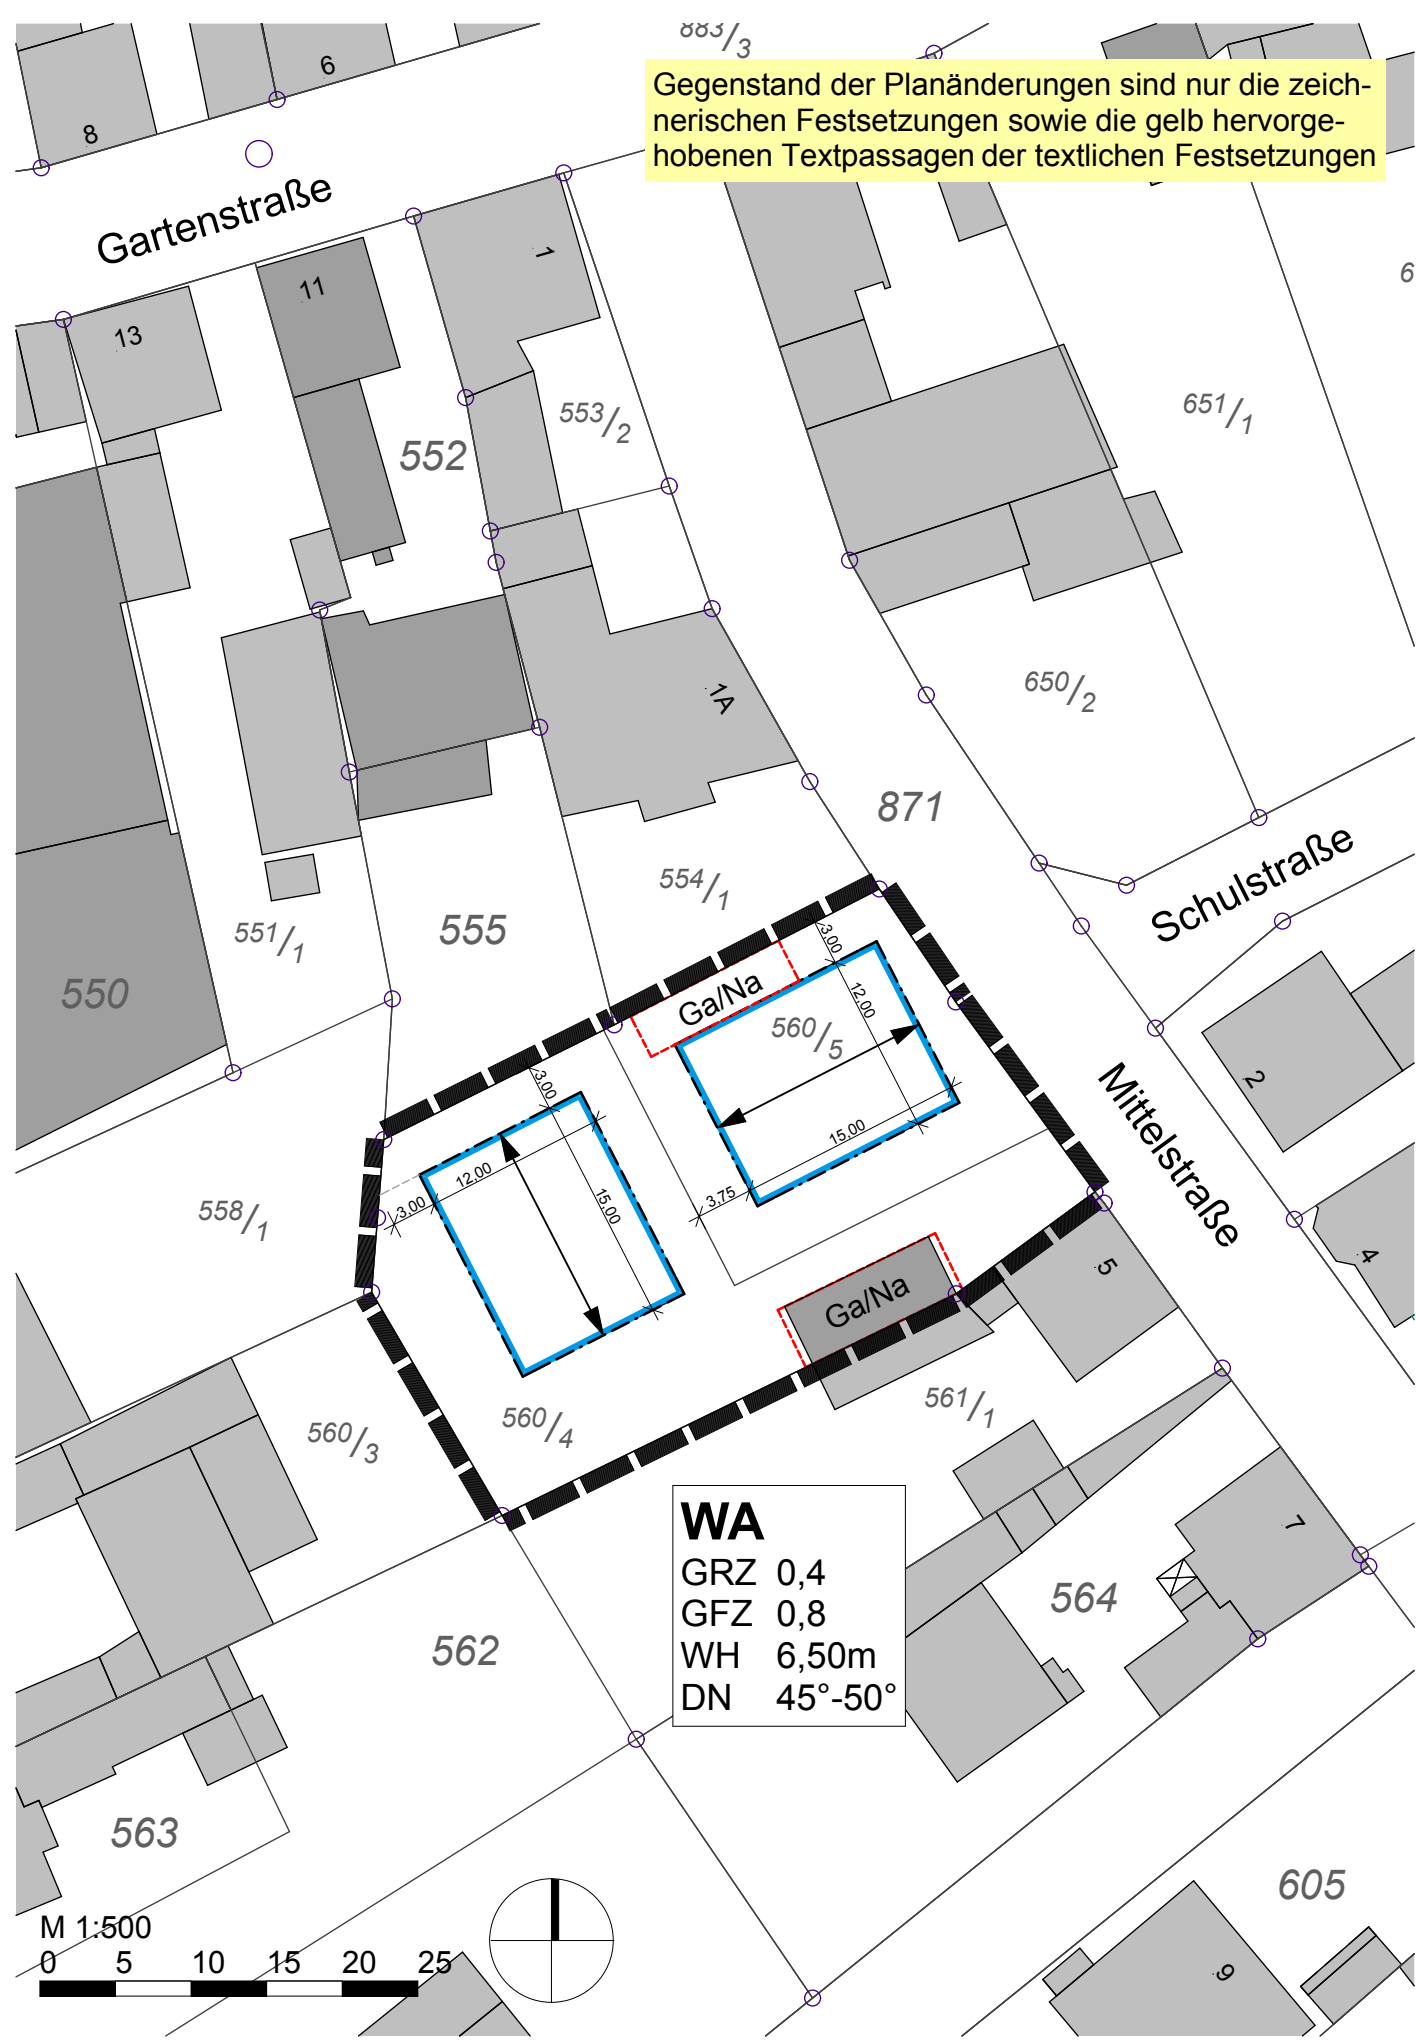 883/3
Gegenstand der Planänderungen sind nur die zeich-
nerischen Festsetzungen sowie die gelb hervorge-
hobenen Textpassagen der textlichen Festsetzungen
6
8
Gartenstraße
1
11
13
6
553/2
651/1
552
650/2
1A
871
Schulstraße
554/1
555
551/1
550
3,00
12,00
Ga/Na
560/5
15,00
3,75
3,00
12,00
15,00
3,00
2
Mittelstraße
558/1
4
5
Ga/Na
561/1
560/4
560/3
WA
GRZ 0,4
GFZ 0,8
WH 6,50m
DN 45°-50°
7
564
562
563
605
9
M 1:500
0 5 10 15 20 25